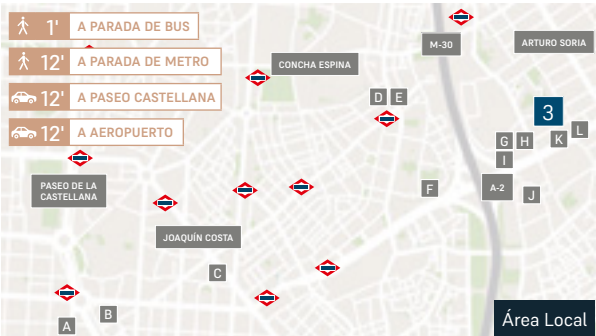 1' A PARADA DE BUS
12' A PARADA DE METRO
12' A PASEO CASTELLANA
12' A AEROPUERTO
M-30
ARTURO SORIA
CONCHA ESPINA
D E
3
G H K L
I
PASEO DE LA
CASTELLANA
F
A-2
J
JOAQUÍN COSTA
C
B
A
Área Local